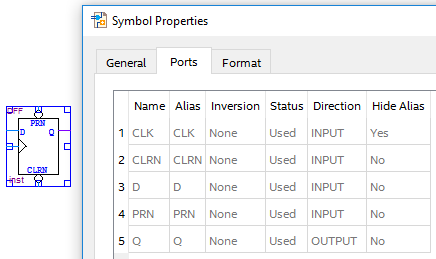 Symbol Properties
General Ports Format
Name Alias Inversion Status Direction Hide Alias
1 CLK CLK None Used INPUT Yes
2 CLRN CLRN None Used INPUT No
3 D D None Used INPUT No
4 PRN PRN None Used INPUT No
5 Q Q None Used OUTPUT No
PRN
D Q
CLRN
inst